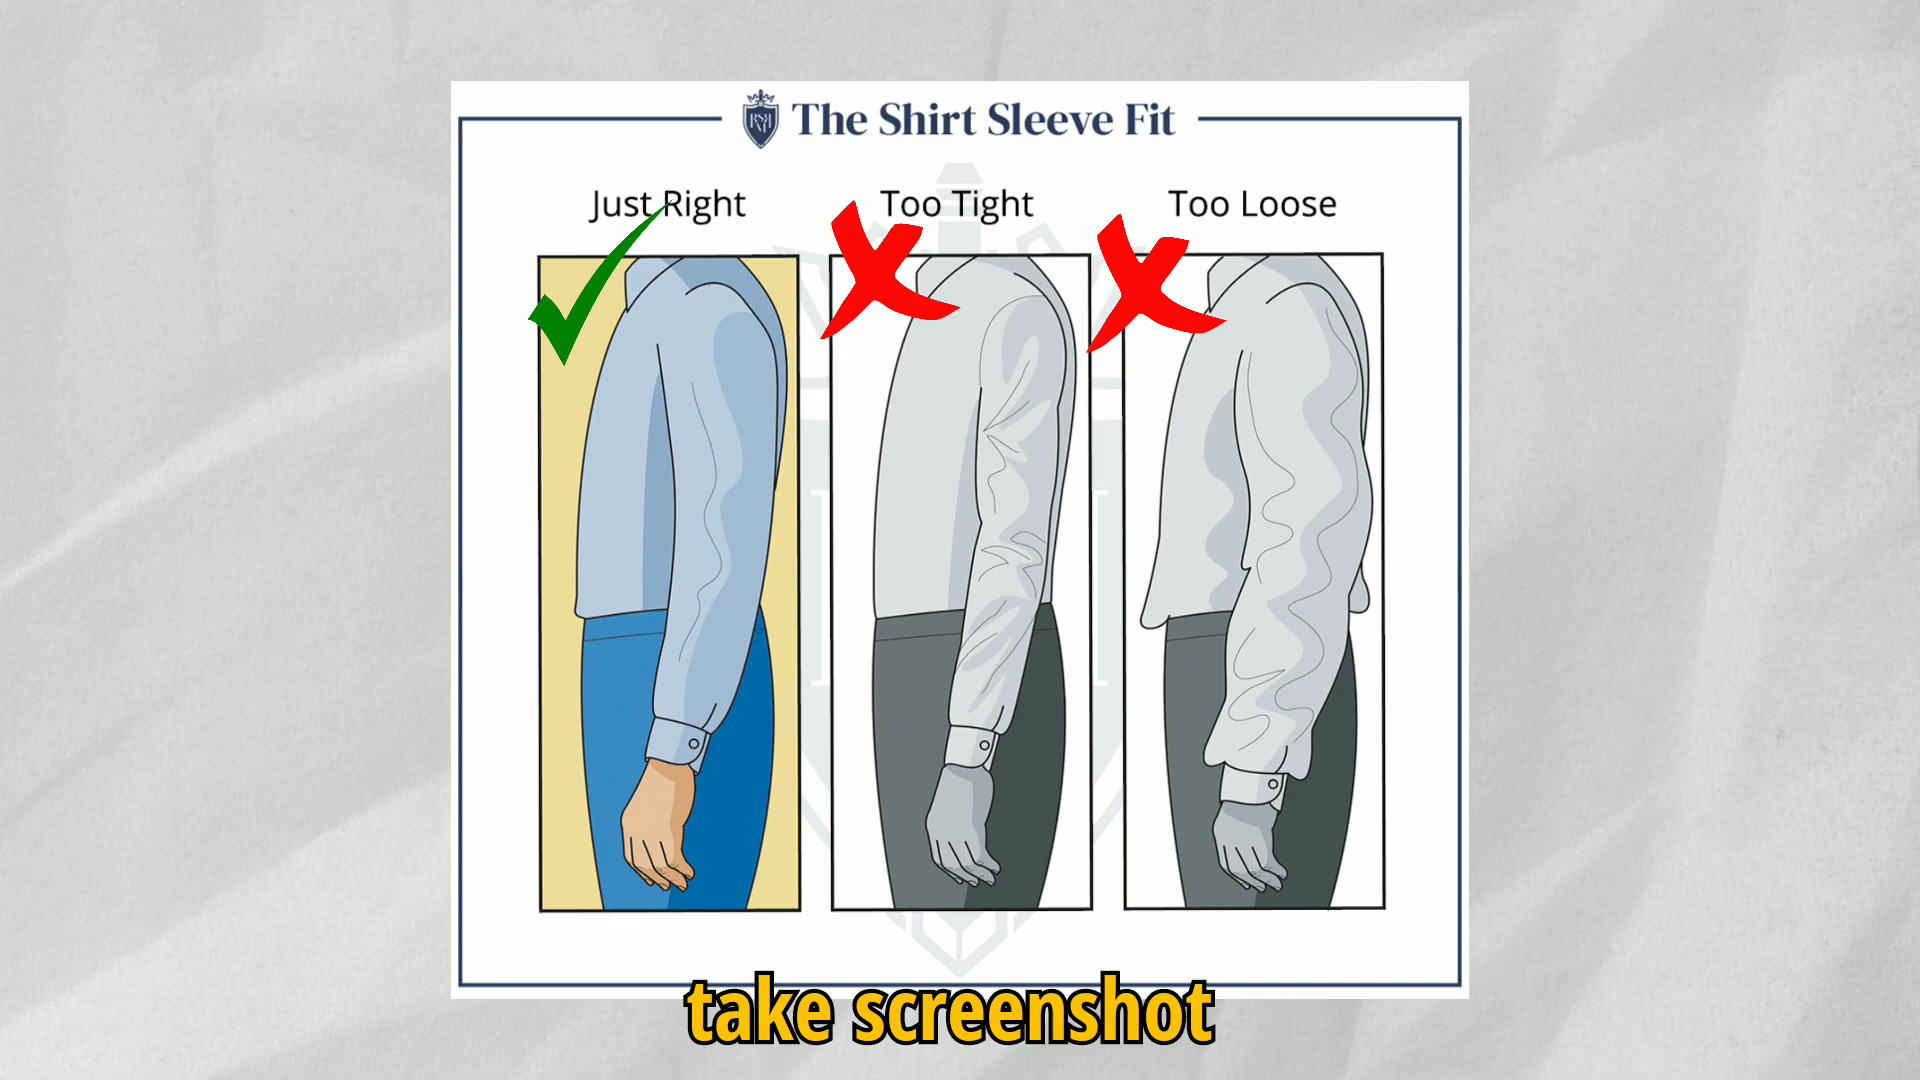 The Shirt Sleeve Fit
Just Right
Too Tight
Too Loose
take screenshot